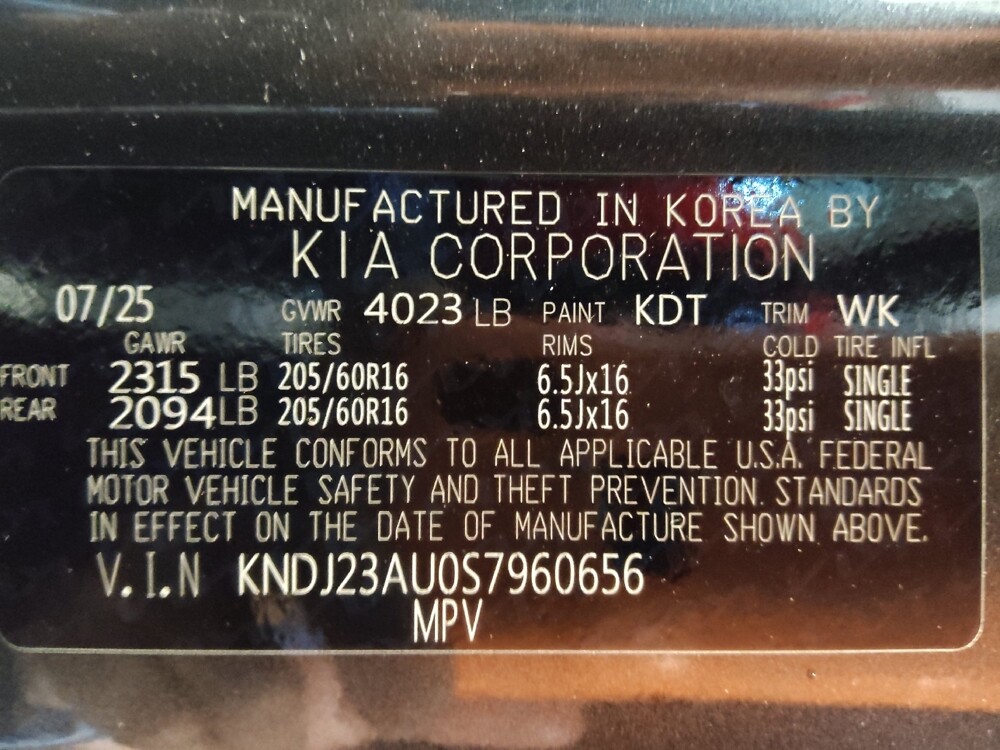 MANUFACTURED IN KOREA BY
KIA CORPORATION
07/25 GVWR 4023 LB PAINT KDT TRIM WK
GAWR TIRES RIMS COLD TIRE INFL
FRONT 2315 LB 205/60R16 6.5Jx16 33psi SINGLE
REAR 2094 LB 205/60R16 6.5Jx16 33psi SINGLE
THIS VEHICLE CONFORMS TO ALL APPLICABLE U.S.A. FEDERAL
MOTOR VEHICLE SAFETY AND THEFT PREVENTION STANDARDS
IN EFFECT ON THE DATE OF MANUFACTURE SHOWN ABOVE.
V.I.N KNDJ23AU0S7960656
MPV